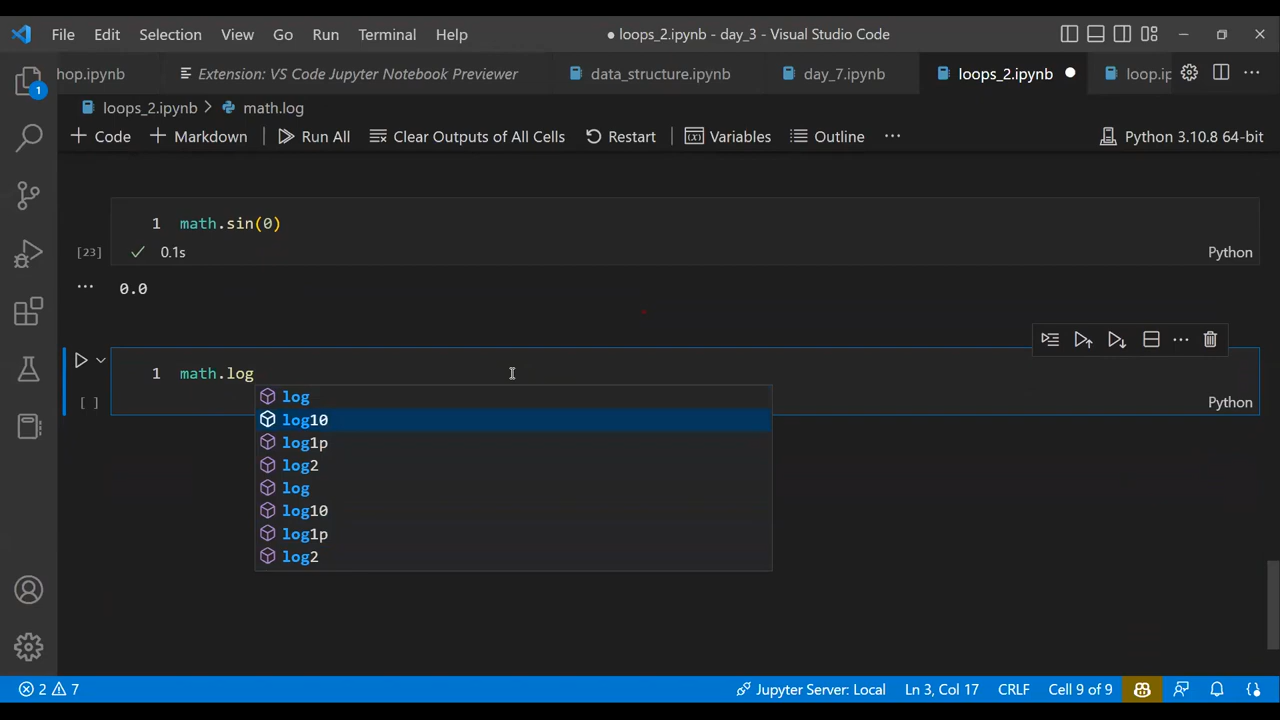 File Edit Selection View Go Run Terminal Help ● loops_2.ipynb - day_3 - Visual Studio Code
hop.ipynb Extension: VS Code Jupyter Notebook Previewer data_structure.ipynb day_7.ipynb loops_2.ipynb ● loop.ip ...
loops_2.ipynb > math.log
+ Code + Markdown Run All Clear Outputs of All Cells Restart Variables Outline ... Python 3.10.8 64-bit
1 math.sin(0)
[23] ✓ 0.1s Python
... 0.0
...
1 math.log
[ ] Python
log
log10
log1p
log2
log
log10
log1p
log2
1
2 7 Jupyter Server: Local Ln 3, Col 17 CRLF Cell 9 of 9